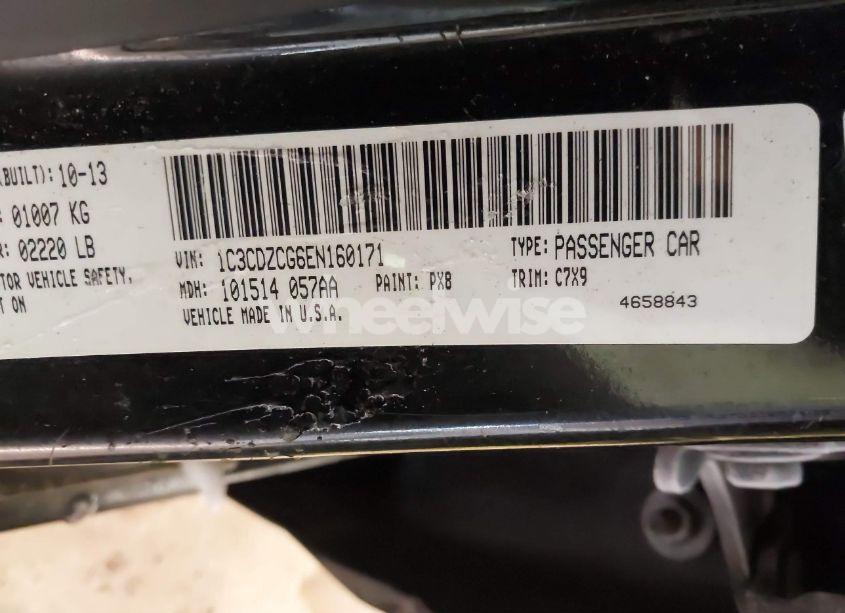 (BUILT): 10-13
: 01007 KG
R: 02220 LB
TOR VEHICLE SAFETY,
T ON
VIN: 1C3CDZCG6EN160171
TYPE: PASSENGER CAR
MDH: 101514 057AA PAINT: PX8 TRIM: C7X9
VEHICLE MADE IN U.S.A.
4658843
wheelwise